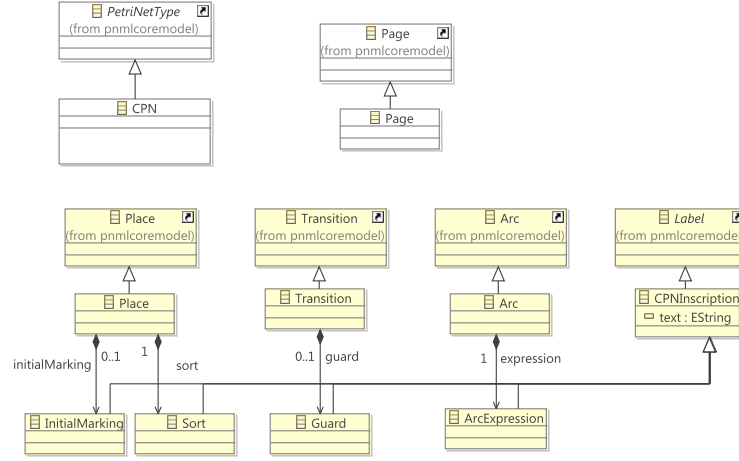 PetriNetType
(from pnmlcoremodel)
CPN
Page
(from pnmlcoremodel)
Page
Place
(from pnmlcoremodel)
Transition
(from pnmlcoremodel)
Arc
(from pnmlcoremodel)
Label
(from pnmlcoremode
Place
Transition
Arc
CPNInscription
text : EString
initialMarking
0..1
1
sort
0..1
guard
1
expression
InitialMarking
Sort
Guard
ArcExpression